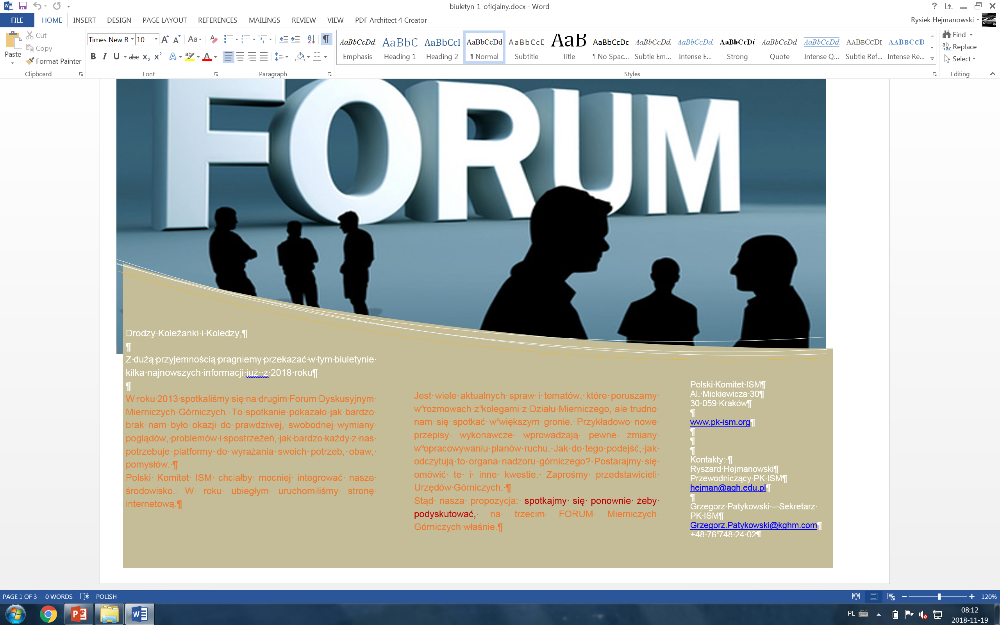 biuletyn_1_oficjalny.docx - Word
FILE HOME INSERT DESIGN PAGE LAYOUT REFERENCES MAILINGS REVIEW VIEW PDF Architect 4 Creator
Rysiek Hejmanowski
Paste
Cut
Copy
Format Painter
Clipboard
Times New R 10
Font
Paragraph
AaBbCcDd. AaBbC AaBbCcI AaBbCcDd AaBbCcD AaB AaBbCcDc AaBbCcDd. AaBbCcDd. AaBbCcDd AaBbCcDd. AaBbCcDd. AABBCCDI AABBCCD
Emphasis Heading 1 Heading 2 ¶ Normal Subtitle Title ¶ No Spac... Subtle Em... Intense E... Strong Quote Intense Q... Subtle Ref... Intense Re...
Styles
Find
Replace
Select
Editing
FORUM
Drodzy·Koleżanki·i·Koledzy,¶
¶
Z·dużą·przyjemnością·pragniemy·przekazać·w·tym·biuletynie·
kilka·najnowszych·informacji·już··z·2018·roku¶
¶
W·roku·2013·spotkaliśmy·się·na·drugim·Forum·Dyskusyjnym·
Mierniczych·Górniczych.·To·spotkanie·pokazało·jak·bardzo·
brak·nam·było·okazji·do·prawdziwej,·swobodnej·wymiany·
poglądów,·problemów·i·spostrzeżeń,·jak·bardzo·każdy·z·nas·
potrzebuje·platformy·do·wyrażania·swoich·potrzeb,·obaw,·
pomysłów.·¶
Polski·Komitet·ISM·chciałby·mocniej·integrować·nasze·
środowisko.·W·roku·ubiegłym·uruchomiliśmy·stronę·
internetową.¶
Jest·wiele·aktualnych·spraw·i·tematów,·które·poruszamy·
w°rozmowach·z°kolegami·z·Działu·Mierniczego,·ale·trudno·
nam·się·spotkać·w°większym·gronie.·Przykładowo·nowe·
przepisy·wykonawcze·wprowadzają·pewne·zmiany·
w°opracowywaniu·planów·ruchu.·Jak·do·tego·podejść,·jak·
odczytują·to·organa·nadzoru·górniczego?·Postarajmy·się·
omówić·te·i·inne·kwestie.·Zaprośmy·przedstawicieli·
Urzędów·Górniczych.·¶
Stąd·nasza·propozycja:·spotkajmy·się·ponownie·żeby·
podyskutować,·na·trzecim·FORUM·Mierniczych·
Górniczych·właśnie.¶
Polski·Komitet·ISM¶
Al.·Mickiewicza·30¶
30-059·Kraków¶
¶
www.pk-ism.org¶
¶
¶
¶
Kontakty:·¶
Ryszard·Hejmanowski¶
Przewodniczący·PK·ISM¶
hejman@agh.edu.pl¶
¶
Grzegorz·Patykowski·–·Sekretarz·
PK·ISM¶
Grzegorz.Patykowski@kghm.com¶
+48·76°748·24·02¶
PAGE 1 OF 3 0 WORDS POLISH
120%
PL
08:12
2018-11-19